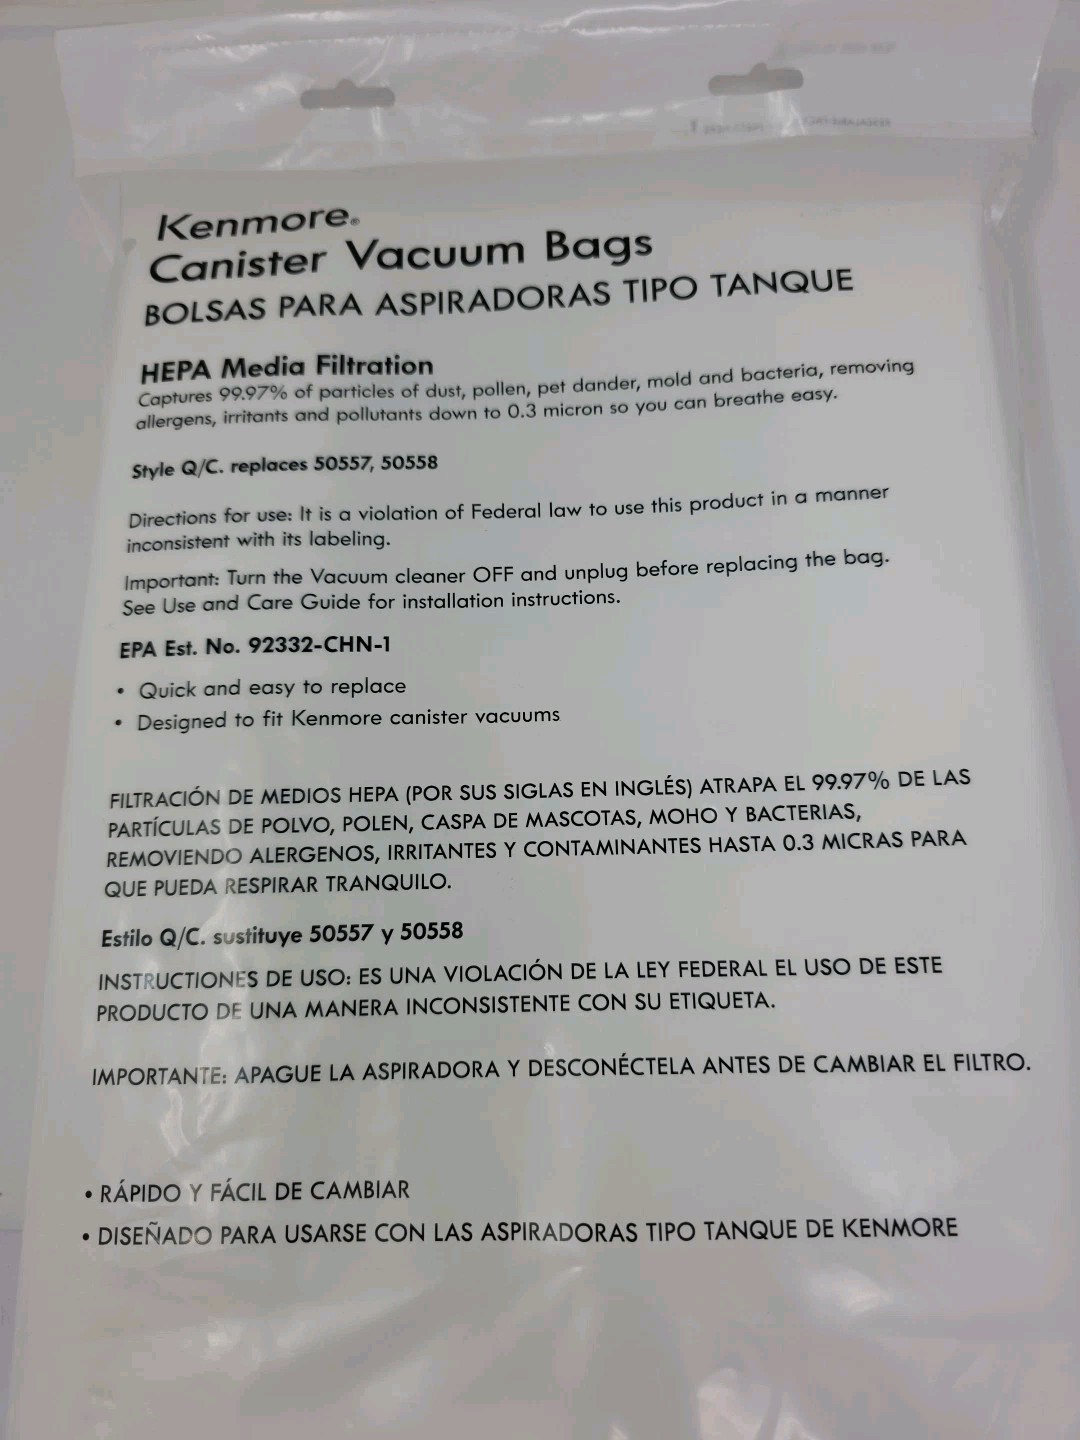 Kenmore®
Canister Vacuum Bags
BOLSAS PARA ASPIRADORAS TIPO TANQUE
HEPA Media Filtration
Captures 99.97% of particles of dust, pollen, pet dander, mold and bacteria, removing
allergens, irritants and pollutants down to 0.3 micron so you can breathe easy.
Style Q/C. replaces 50557, 50558
Directions for use: It is a violation of Federal law to use this product in a manner
inconsistent with its labeling.
Important: Turn the Vacuum cleaner OFF and unplug before replacing the bag.
See Use and Care Guide for installation instructions.
EPA Est. No. 92332-CHN-1
• Quick and easy to replace
• Designed to fit Kenmore canister vacuums
FILTRACIÓN DE MEDIOS HEPA (POR SUS SIGLAS EN INGLÉS) ATRAPA EL 99.97% DE LAS
PARTÍCULAS DE POLVO, POLEN, CASPA DE MASCOTAS, MOHO Y BACTERIAS,
REMOVIENDO ALERGENOS, IRRITANTES Y CONTAMINANTES HASTA 0.3 MICRAS PARA
QUE PUEDA RESPIRAR TRANQUILO.
Estilo Q/C. sustituye 50557 y 50558
INSTRUCTIONES DE USO: ES UNA VIOLACIÓN DE LA LEY FEDERAL EL USO DE ESTE
PRODUCTO DE UNA MANERA INCONSISTENTE CON SU ETIQUETA.
IMPORTANTE: APAGUE LA ASPIRADORA Y DESCONÉCTELA ANTES DE CAMBIAR EL FILTRO.
• RÁPIDO Y FÁCIL DE CAMBIAR
• DISEÑADO PARA USARSE CON LAS ASPIRADORAS TIPO TANQUE DE KENMORE